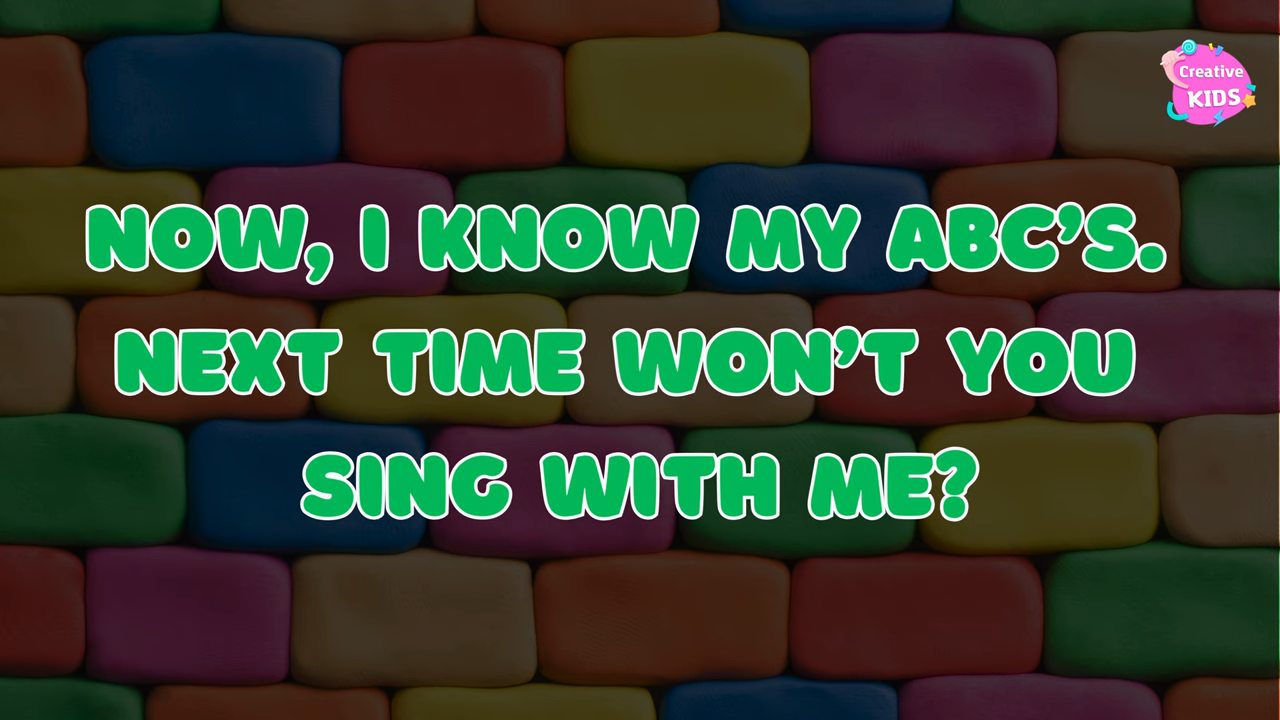 Creative
KIDS
NOW, I KNOW MY ABC’S.
NEXT TIME WON’T YOU
SING WITH ME?